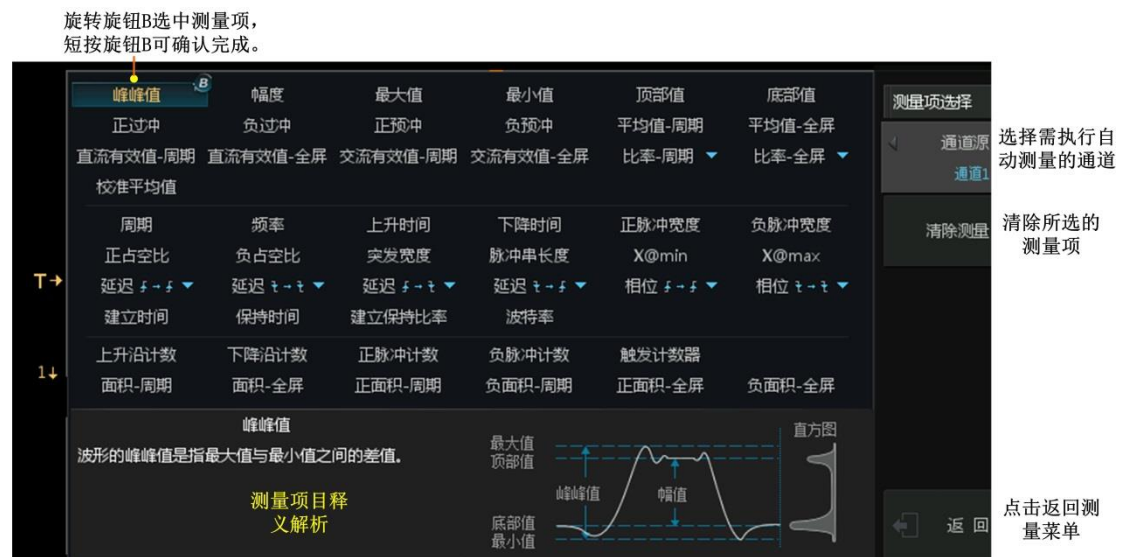 旋转旋钮B选中测量项，
短按旋钮B可确认完成。
峰峰值 B 幅度 最大值 最小值 顶部值 底部值
正过冲 负过冲 正预冲 负预冲 平均值-周期 平均值-全屏
直流有效值-周期 直流有效值-全屏 交流有效值-周期 交流有效值-全屏 比率-周期 比率-全屏
校准平均值
周期 频率 上升时间 下降时间 正脉冲宽度 负脉冲宽度
正占空比 负占空比 突发宽度 脉冲串长度 X@min X@max
延迟 延迟 延迟 延迟 相位 相位
建立时间 保持时间 建立保持比率 波特率
上升沿计数 下降沿计数 正脉冲计数 负脉冲计数 触发计数器
面积-周期 面积-全屏 正面积-周期 负面积-周期 正面积-全屏 负面积-全屏
T
1
峰峰值
波形的峰峰值是指最大值与最小值之间的差值。
测量项目释
义解析
最大值
顶部值
峰峰值
幅值
底部值
最小值
直方图
测量项选择
通道源
通道1
选择需执行自
动测量的通道
清除测量
清除所选的
测量项
返 回
点击返回测
量菜单